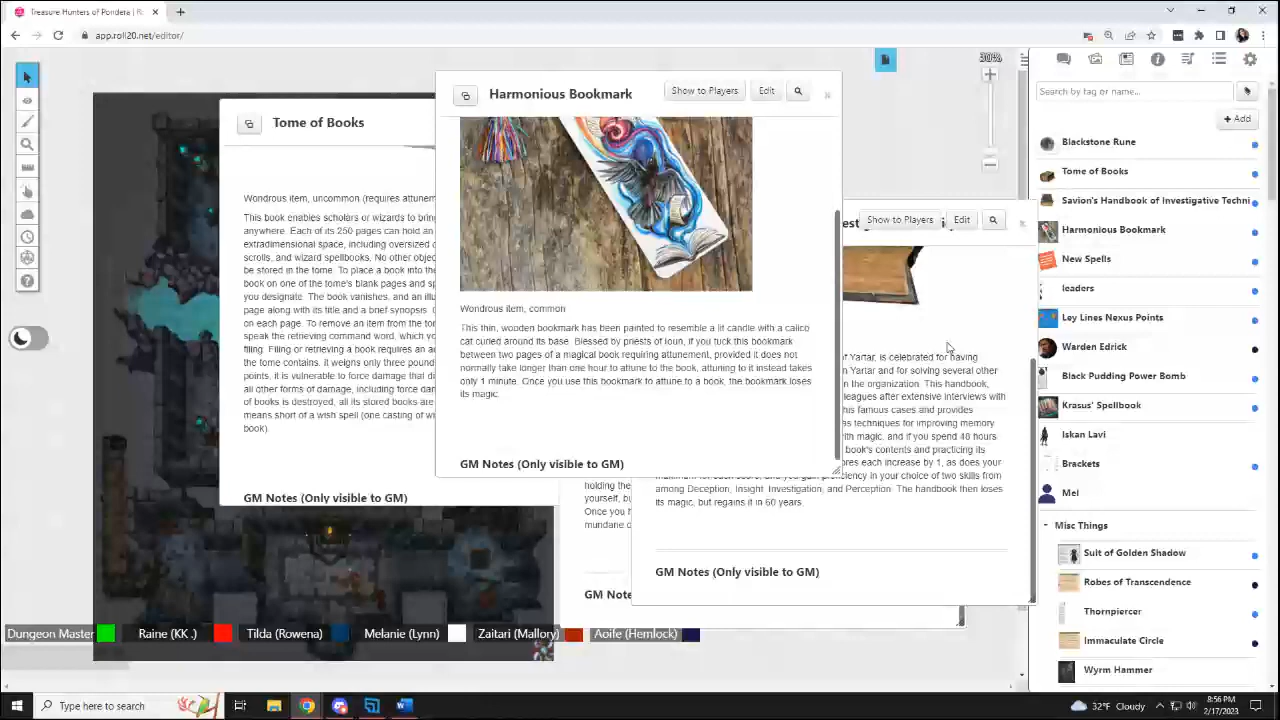 Treasure Hunters of Pondera | Ro
app.roll20.net/editor/
30%
Search by tag or name...
+ Add
Blackstone Rune
Tome of Books
Savion's Handbook of Investigative Techni
Harmonious Bookmark
New Spells
leaders
Ley Lines Nexus Points
Warden Edrick
Black Pudding Power Bomb
Krasus' Spellbook
Iskan Lavi
Brackets
Mei
Misc Things
Suit of Golden Shadow
Robes of Transcendence
Thornpiercer
Immaculate Circle
Wyrm Hammer
Harmonious Bookmark
Show to Players
Edit
Wondrous item, common
This thin, wooden bookmark has been painted to resemble a lit candle with a calico
cat curled around its base. Blessed by priests of Ioun, if you tuck this bookmark
between two pages of a magical book requiring attunement, provided it does not
normally take longer than one hour to attune to the book, attuning to it instead takes
only 1 minute. Once you use this bookmark to attune to a book, the bookmark loses
its magic.
GM Notes (Only visible to GM)
Tome of Books
Wondrous item, uncommon (requires attunem
This book enables scholars or wizards to bring
anywhere. Each of its 250 pages can hold an
extradimensional space, including oversized
scrolls, and wizard spellbooks. No other objec
be stored in the tome. To place a book into the
book on one of the tome's blank pages and s
you designate. The book vanishes, and an illu
page along with its title and a brief synopsis.
on each page. To remove an item from the to
speak the retrieving command word, which yo
filing. Filing or retrieving a book requires an a
the tome contains. It weighs only three pound
points, it is vulnerable to force damage that di
all other forms of damage, including force dam
of books is destroyed, all its stored books are
means short of a wish spell (one casting of wi
book).
GM Notes (Only visible to GM)
Show to Players
Edit
of Yartar, is celebrated for having
Yartar and for solving several other
n the organization. This handbook,
lleagues after extensive interviews with
his famous cases and provides
as techniques for improving memory
ith magic, and if you spend 48 hours
book's contents and practicing its
ores each increase by 1, as does your
maximum for each score, and you gain proficiency in your choice of two skills from
among Deception, Insight, Investigation, and Perception. The handbook then loses
its magic, but regains it in 60 years.
GM Notes (Only visible to GM)
holding the
yourself, bu
Once you h
mundane o
GM Note
Dungeon Master
Raine (KK .)
Tilda (Rowena)
Melanie (Lynn)
Zaitari (Mallory)
Aoife (Hemlock)
Type here to search
32°F Cloudy
8:56 PM
2/17/2023